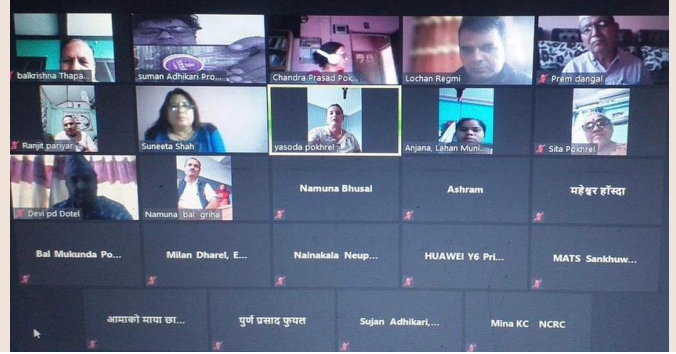 balkrishna Thapa...
suman Adhikari Pro...
Chandra Prasad Pok...
Lochan Regmi
Prem dangal
Ranjit pariyar
Suneeta Shah
yasoda pokhrel
Anjana, Lahan Muni...
Sita Pokhrel
Devi pd Dotel
Namuna bal griha
Namuna Bhusal
Ashram
महेश्वर हाँस्दा
Bal Mukunda Po...
Milan Dharel, E...
Nainakala Neup...
HUAWEI Y6 Pri...
MATS Sankhuw...
आमाको माया छा...
पुर्ण प्रसाद फुयल
Sujan Adhikari,...
Mina KC NCRC